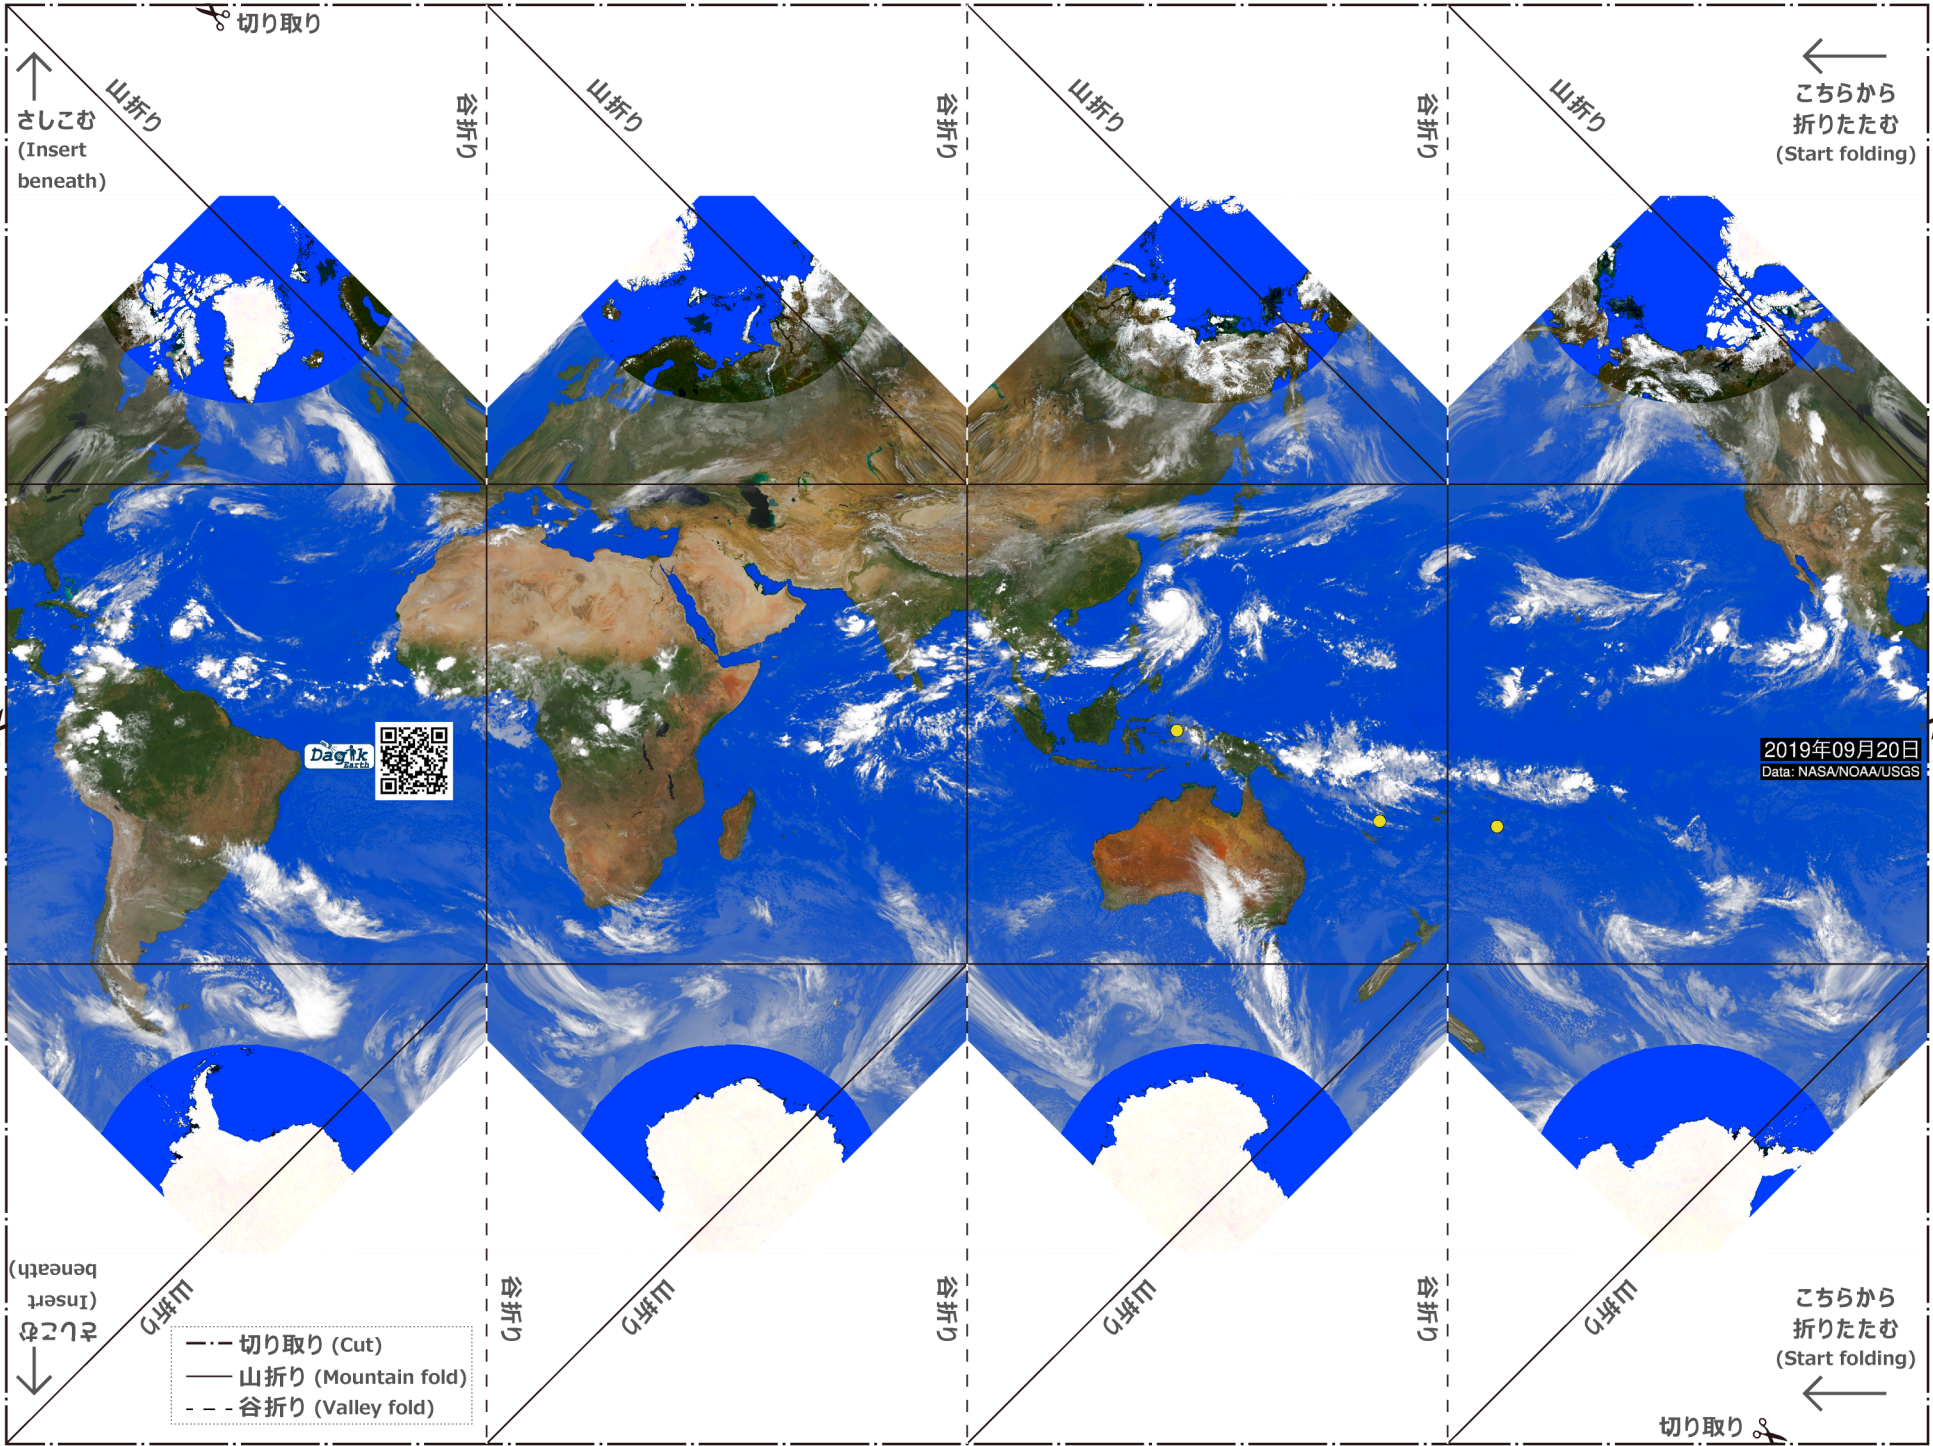 切り取り
山折り
谷折り
山折り
谷折り
山折り
谷折り
山折り
さしこむ
(Insert
beneath)
こちらから
折りたたむ
(Start folding)
Dagik
Earth
2019年09月20日
Data: NASA/NOAA/USGS
さしこむ
(Insert
beneath)
山折り
谷折り
山折り
谷折り
山折り
谷折り
山折り
こちらから
折りたたむ
(Start folding)
切り取り (Cut)
山折り (Mountain fold)
谷折り (Valley fold)
切り取り